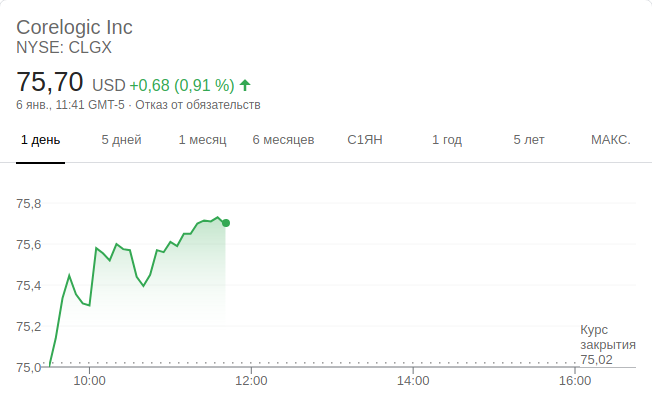 Corelogic Inc
NYSE: CLGX
75,70 USD +0,68 (0,91 %)
6 янв., 11:41 GMT-5 · Отказ от обязательств
1 день 5 дней 1 месяц 6 месяцев С1ЯН 1 год 5 лет МАКС.
75,8
75,6
75,4
75,2
Курс
закрытия
75,02
75,0
10:00 12:00 14:00 16:00